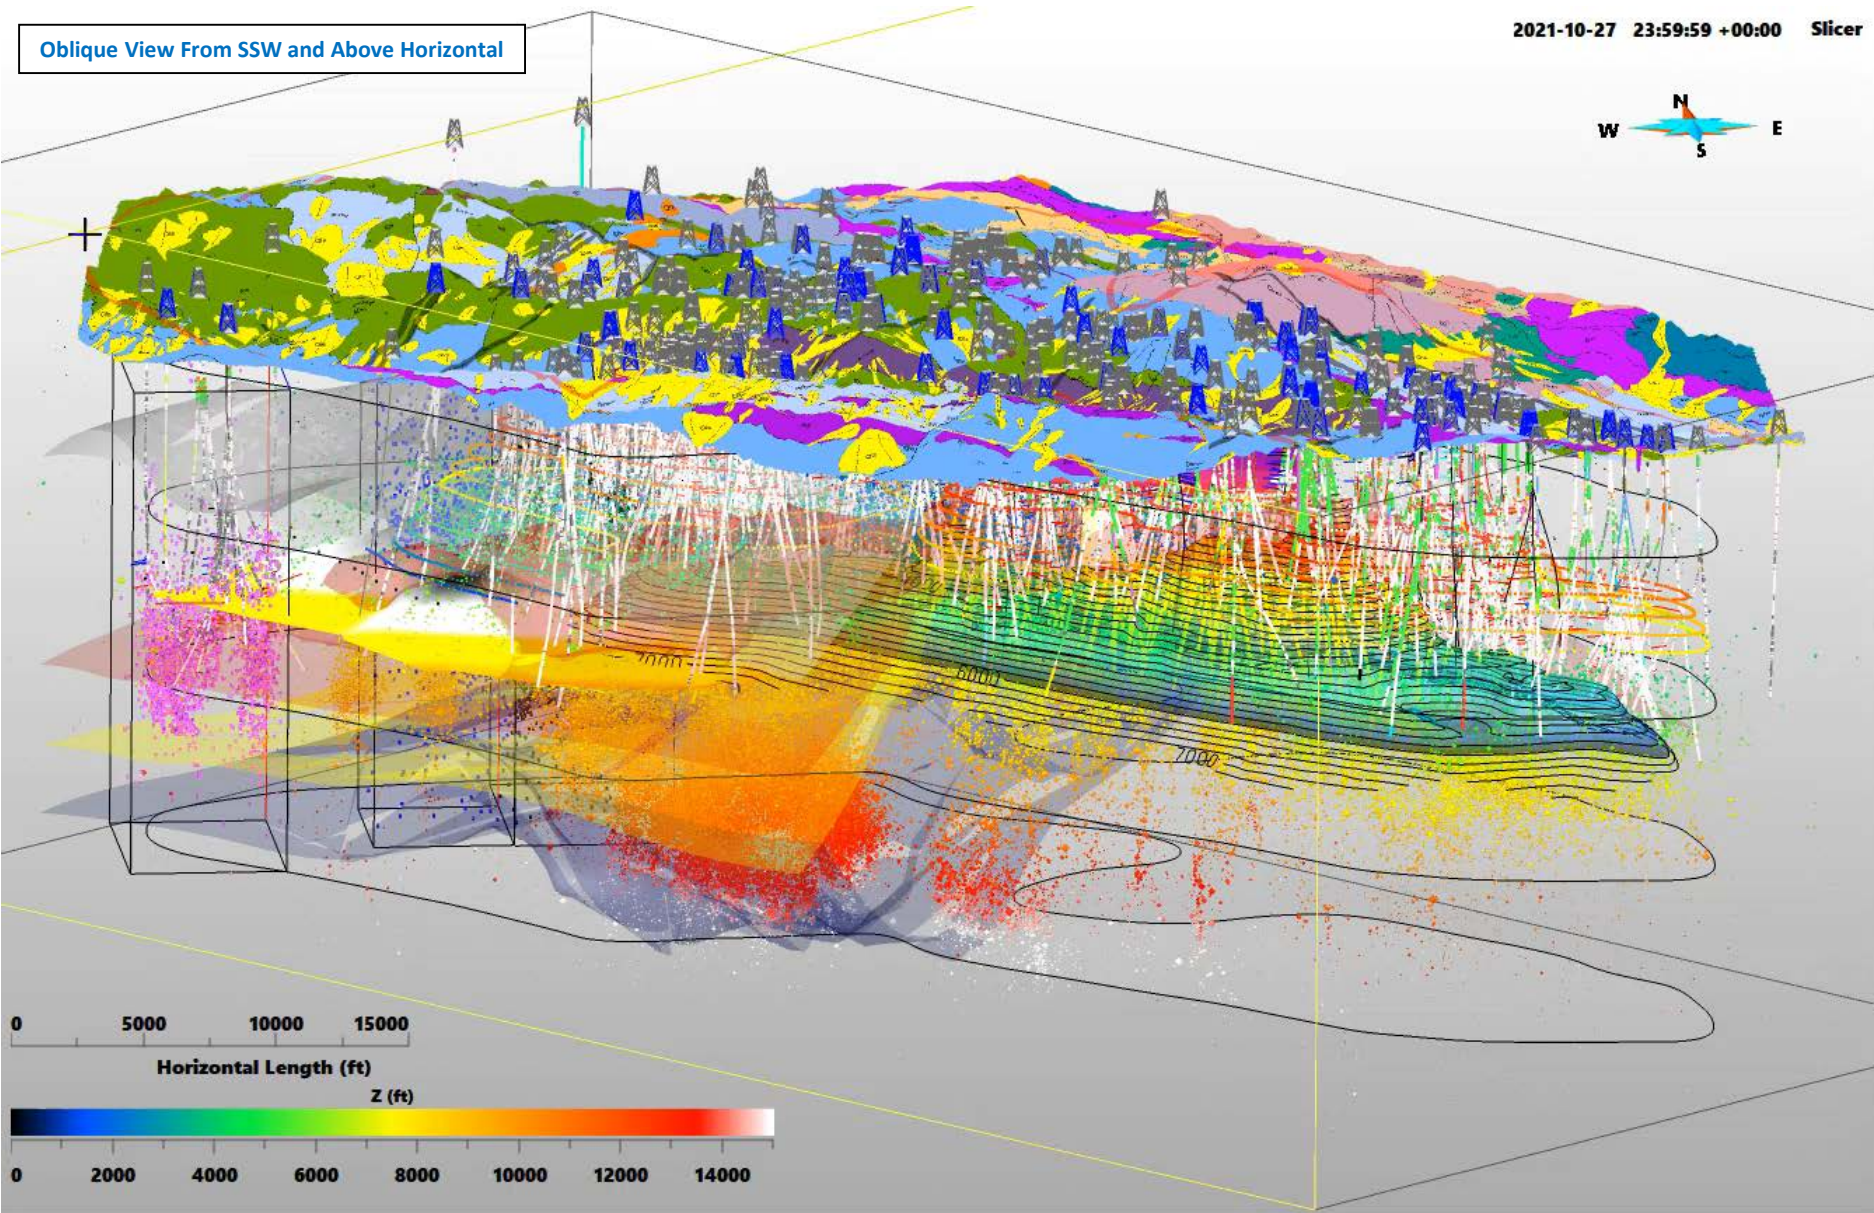 Oblique View From SSW and Above Horizontal
2021-10-27 23:59:59 +00:00 Slicer
N
W E
S
6000
7000
0 5000 10000 15000
Horizontal Length (ft)
Z (ft)
0 2000 4000 6000 8000 10000 12000 14000